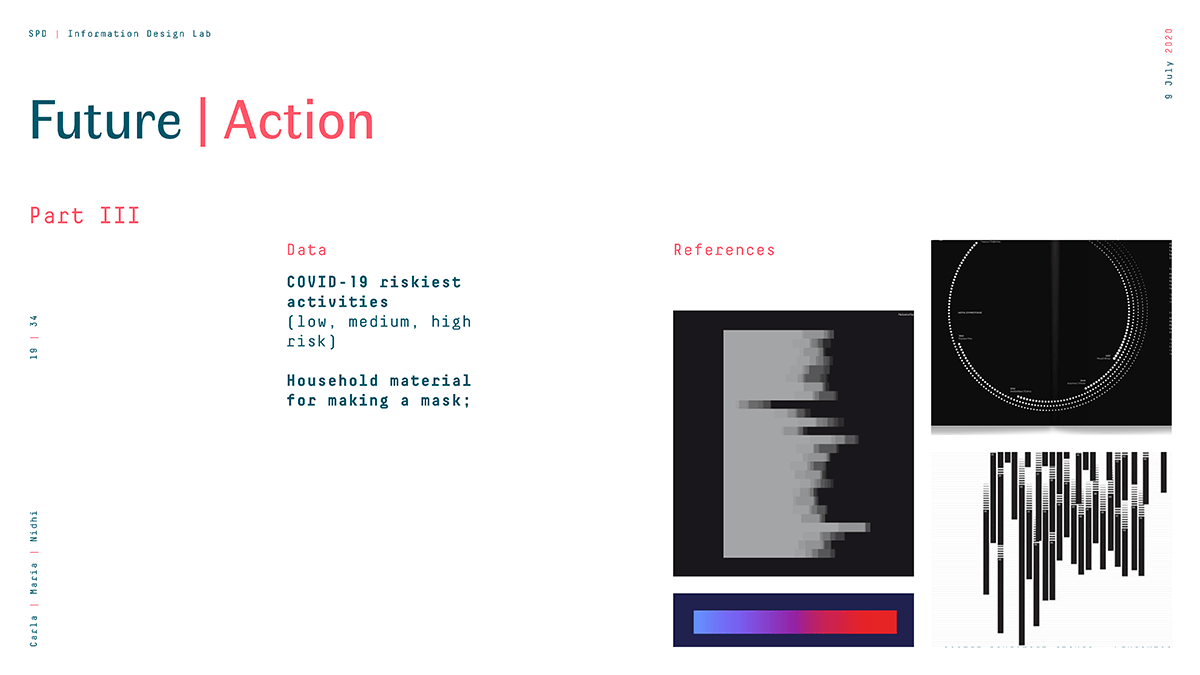 SPD | Information Design Lab
9 July 2020
Future | Action
Part III
Data
COVID-19 riskiest
activities
(low, medium, high
risk)
Household material
for making a mask;
References
19 | 34
Carla | Maria | Nidhi